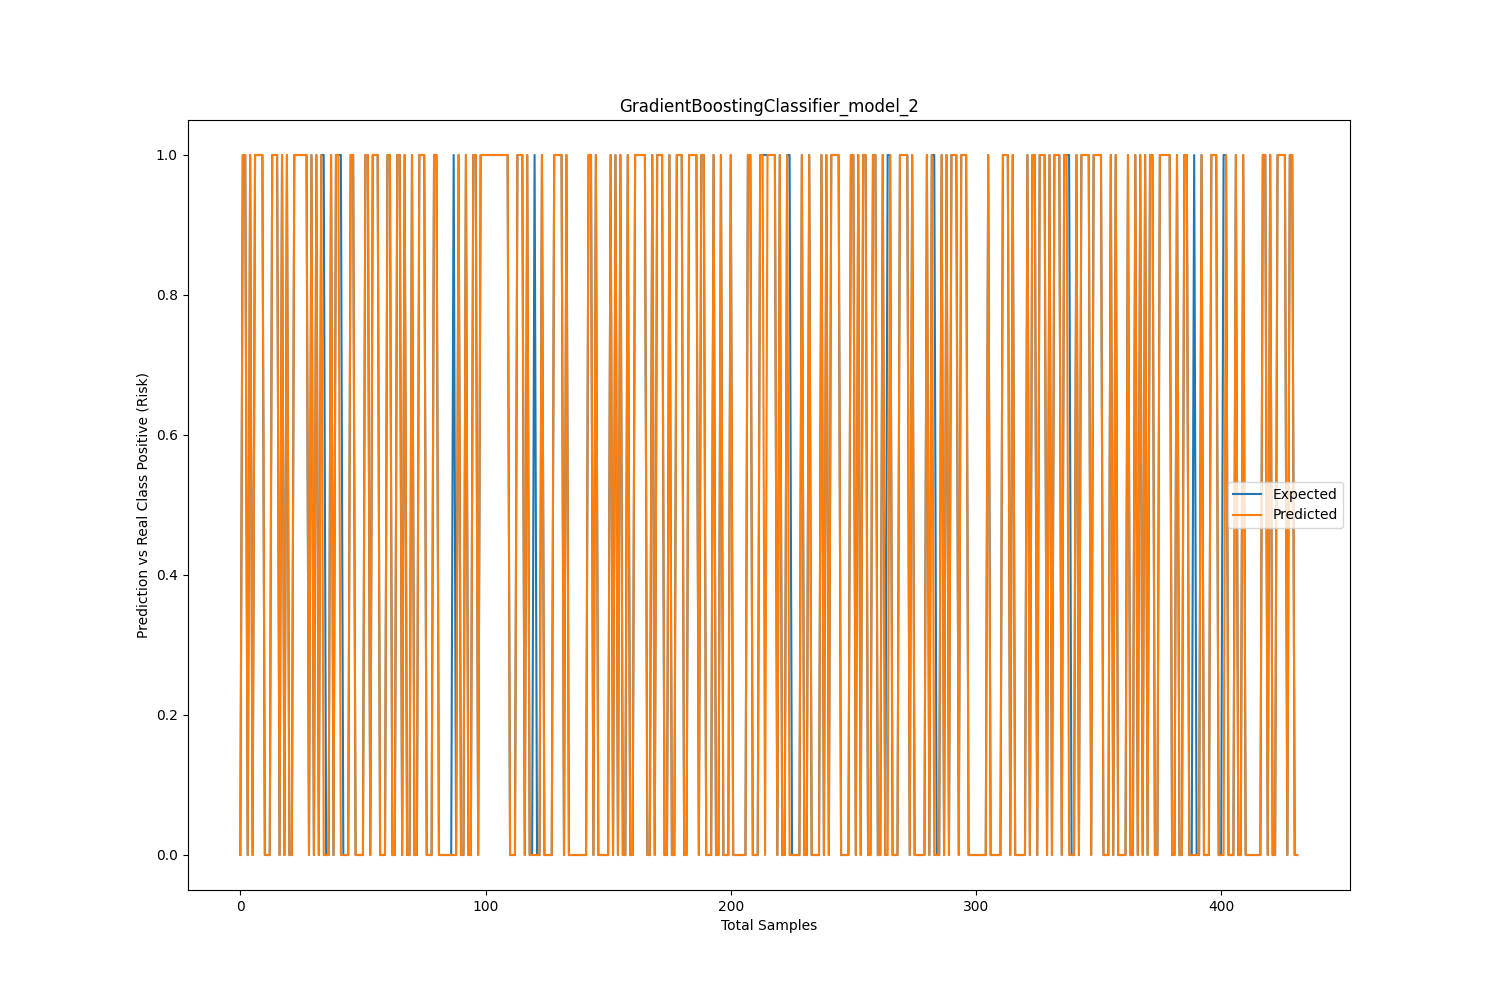 GradientBoostingClassifier_model_2
1.0
0.8
0.6
0.4
0.2
0.0
Prediction vs Real Class Positive (Risk)
Expected
Predicted
0 100 200 300 400
Total Samples